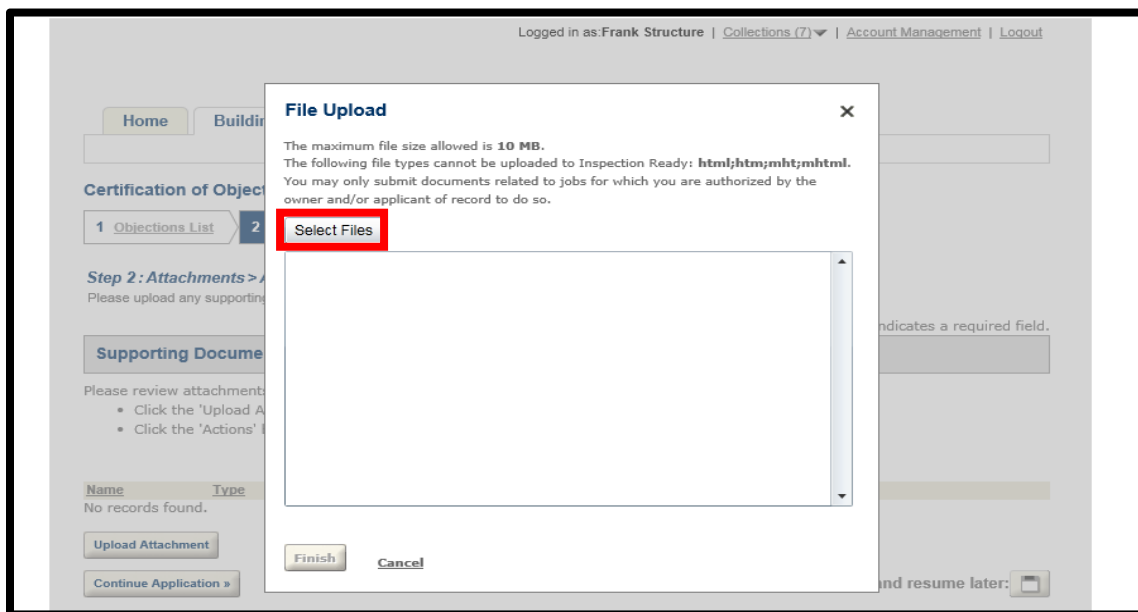 Logged in as:Frank Structure | Collections (7) | Account Management | Logout
Home Buildin
File Upload
The maximum file size allowed is 10 MB.
The following file types cannot be uploaded to Inspection Ready: html;htm;mht;mhtml.
You may only submit documents related to jobs for which you are authorized by the
owner and/or applicant of record to do so.
Select Files
Finish Cancel
Certification of Object
1 Objections List 2
Step 2: Attachments >
Please upload any supporting
indicates a required field.
Supporting Docume
Please review attachments
• Click the 'Upload A
• Click the 'Actions'
Name Type
No records found.
Upload Attachment
Continue Application »
and resume later: